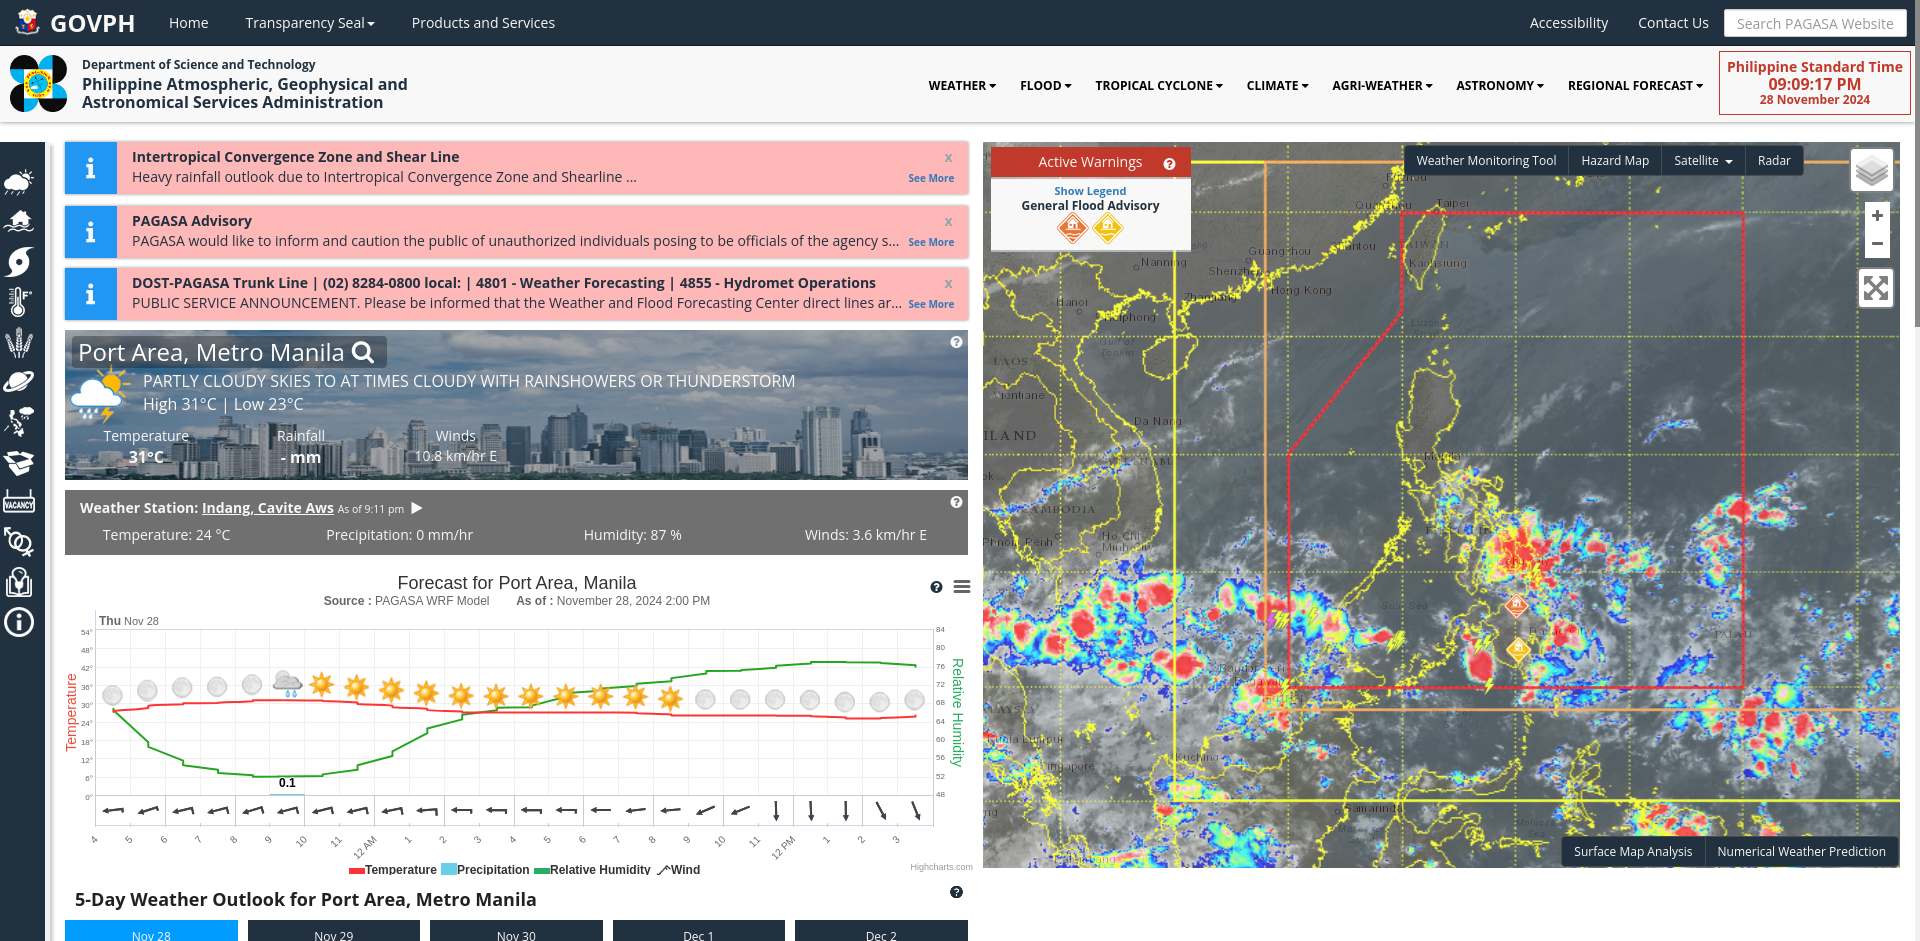 GOVPH
Home
Transparency Seal
Products and Services
Accessibility
Contact Us
Search PAGASA Website
Department of Science and Technology
Philippine Atmospheric, Geophysical and
Astronomical Services Administration
WEATHER
FLOOD
TROPICAL CYCLONE
CLIMATE
AGRI-WEATHER
ASTRONOMY
REGIONAL FORECAST
Philippine Standard Time
09:09:17 PM
28 November 2024
Intertropical Convergence Zone and Shear Line
x
Heavy rainfall outlook due to Intertropical Convergence Zone and Shearline ...
See More
PAGASA Advisory
x
PAGASA would like to inform and caution the public of unauthorized individuals posing to be officials of the agency s...
See More
DOST-PAGASA Trunk Line | (02) 8284-0800 local: | 4801 - Weather Forecasting | 4855 - Hydromet Operations
x
PUBLIC SERVICE ANNOUNCEMENT. Please be informed that the Weather and Flood Forecasting Center direct lines ar...
See More
Port Area, Metro Manila
PARTLY CLOUDY SKIES TO AT TIMES CLOUDY WITH RAINSHOWERS OR THUNDERSTORM
High 31°C | Low 23°C
Temperature
Rainfall
Winds
31°C
- mm
10.8 km/hr E
Weather Station: Indang, Cavite Aws As of 9:11 pm
Temperature: 24 °C
Precipitation: 0 mm/hr
Humidity: 87 %
Winds: 3.6 km/hr E
Forecast for Port Area, Manila
Source : PAGASA WRF Model As of : November 28, 2024 2:00 PM
Thu Nov 28
54°
48°
42°
36°
30°
24°
18°
12°
6°
0°
Temperature
84
80
76
72
68
64
60
56
52
48
Relative Humidity
0.1
4 5 6 7 8 9 10 11 12 AM 1 2 3 4 5 6 7 8 9 10 11 12 PM 1 2 3
Temperature Precipitation Relative Humidity Wind
Highcharts.com
5-Day Weather Outlook for Port Area, Metro Manila
Nov 28
Nov 29
Nov 30
Dec 1
Dec 2
VACANCY
Active Warnings
Show Legend
General Flood Advisory
Weather Monitoring Tool
Hazard Map
Satellite
Radar
+
−
Taipei
TAIWAN
Kaohsiung
Guangzhou
Shantou
Nanning
Shenzhen
Hong Kong
Zhanjiang
Hanoi
Haiphong
Gulf of
Tonking
LAOS
Vientiane
Da Nang
ILAND
VIETNAM
CAMBODIA
Phnom Penh
Ho Chi
Minh City
Luzon
Manila
Sulu Sea
PALAU
Kuala Lumpur
Singapore
Kuching
Samarinda
Surface Map Analysis
Numerical Weather Prediction